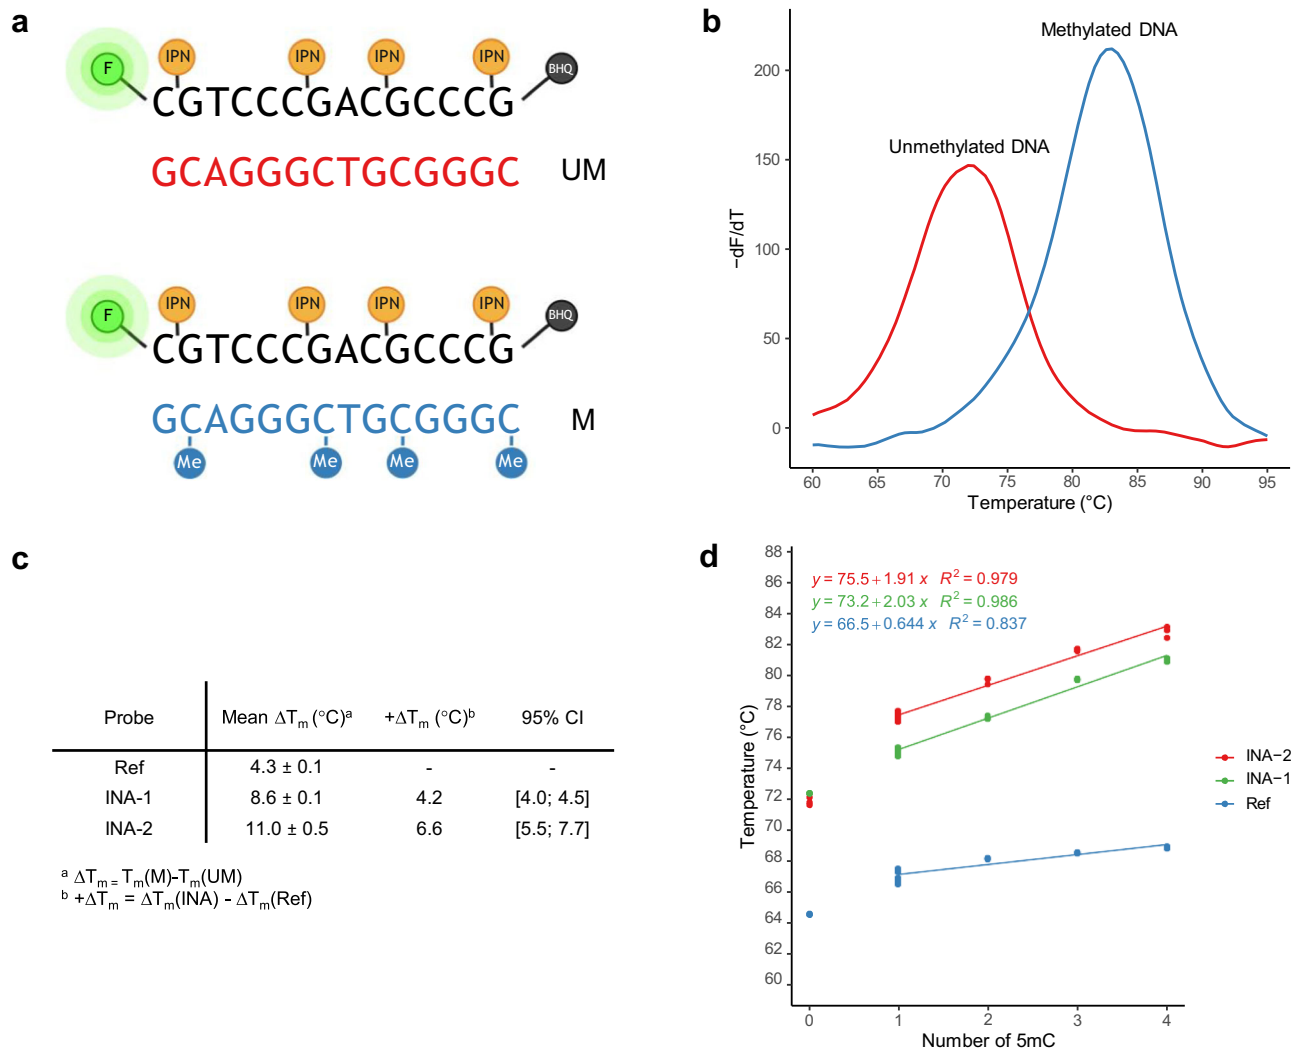 a
F
IPN
IPN
IPN
IPN
BHQ
CGTCCCGACGCCCG
GCAGGGCTGCGGGC
UM
F
IPN
IPN
IPN
IPN
BHQ
CGTCCCGACGCCCG
GCAGGGCTGCGGGC
M
Me
Me
Me
Me
b
Methylated DNA
Unmethylated DNA
−dF/dT
200
150
100
50
0
60 65 70 75 80 85 90 95
Temperature (°C)
c
Probe Mean ΔTm (°C)a +ΔTm (°C)b 95% CI
Ref 4.3 ± 0.1 - -
INA-1 8.6 ± 0.1 4.2 [4.0; 4.5]
INA-2 11.0 ± 0.5 6.6 [5.5; 7.7]
a ΔTm = Tm(M)-Tm(UM)
b +ΔTm = ΔTm(INA) - ΔTm(Ref)
d
y = 75.5 + 1.91 x R2 = 0.979
y = 73.2 + 2.03 x R2 = 0.986
y = 66.5 + 0.644 x R2 = 0.837
Temperature (°C)
88
86
84
82
80
78
76
74
72
70
68
66
64
62
60
0 1 2 3 4
Number of 5mC
INA−2
INA−1
Ref